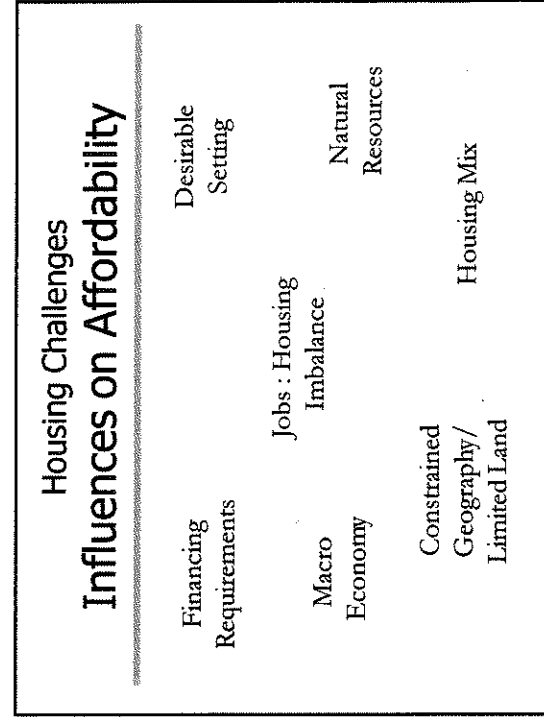 Housing Challenges
Influences on Affordability
Financing
Requirements
Desirable
Setting
Jobs : Housing
Imbalance
Macro
Economy
Natural
Resources
Constrained
Geography/
Limited Land
Housing Mix